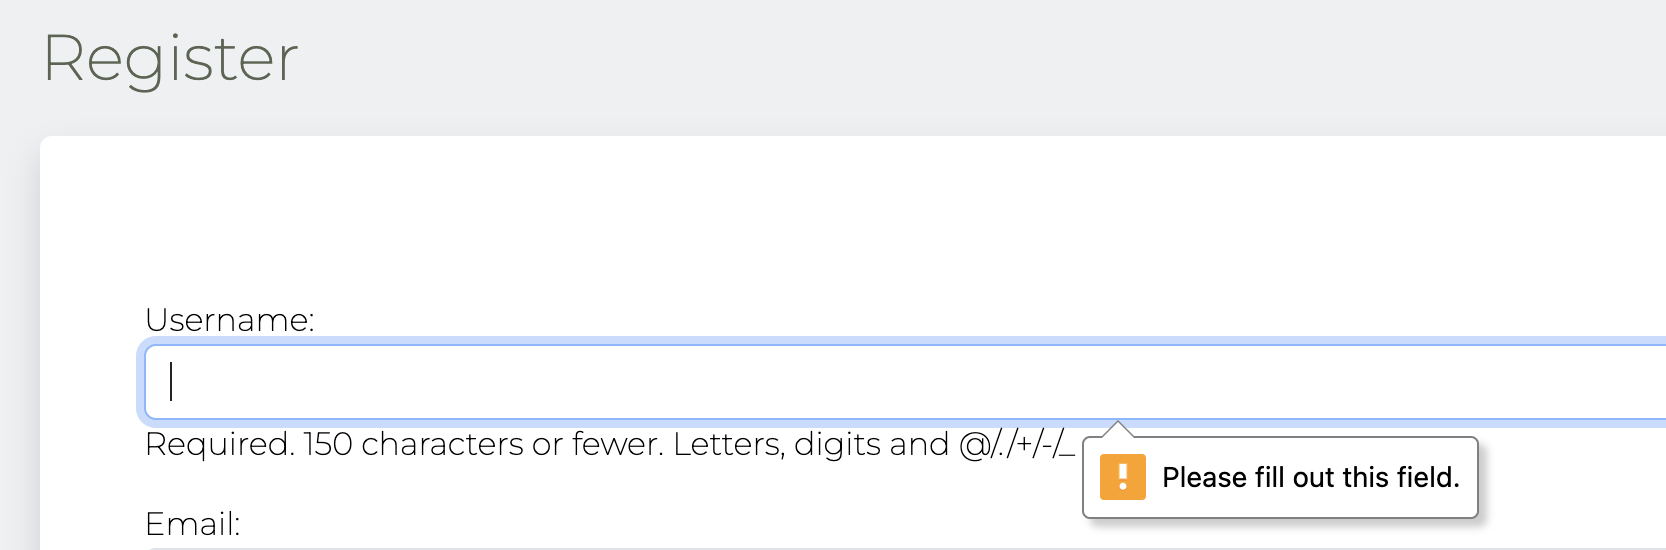 Register
Username:
Required. 150 characters or fewer. Letters, digits and @/./+/-/_
Please fill out this field.
Email: